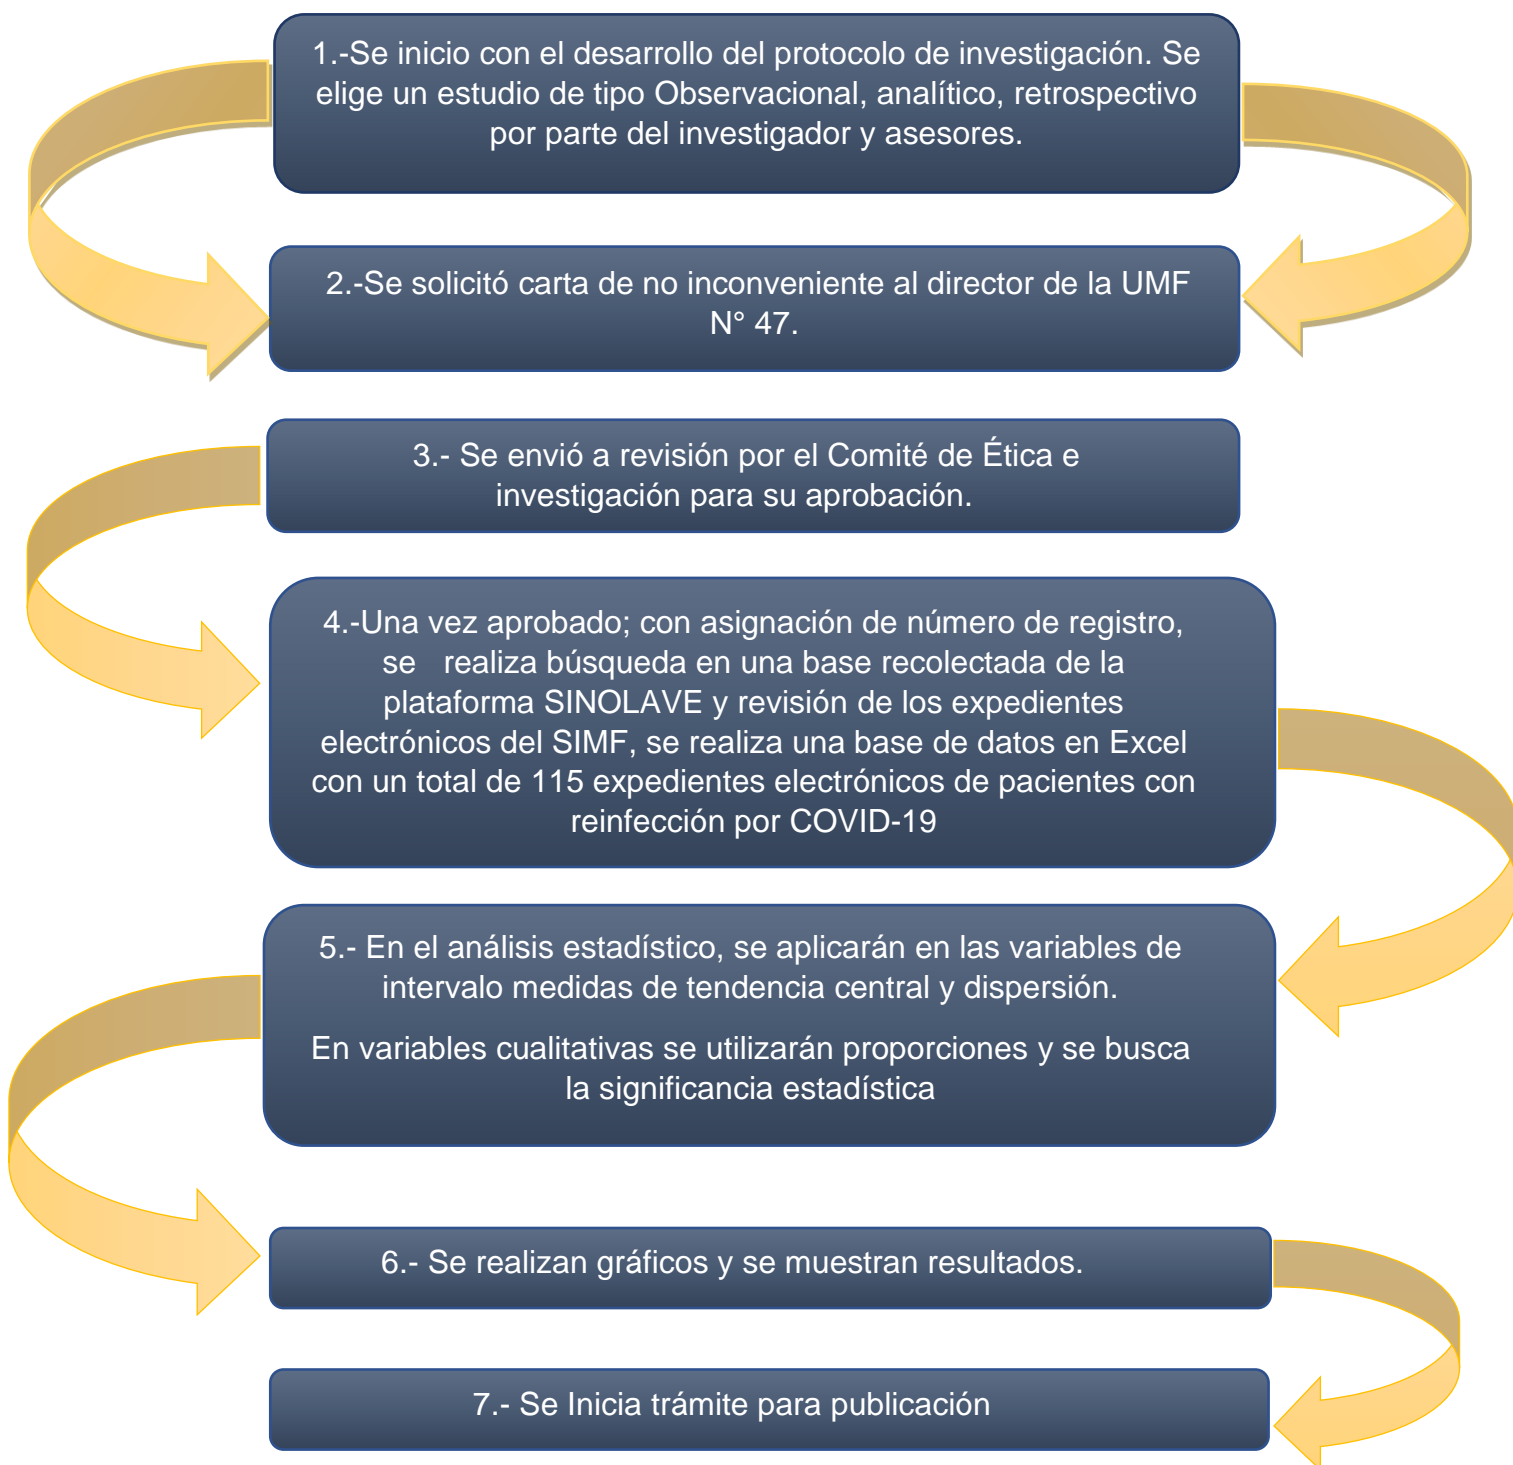 1.-Se inicio con el desarrollo del protocolo de investigación. Se
elige un estudio de tipo Observacional, analítico, retrospectivo
por parte del investigador y asesores.
2.-Se solicitó carta de no inconveniente al director de la UMF
N° 47.
3.- Se envió a revisión por el Comité de Ética e
investigación para su aprobación.
4.-Una vez aprobado; con asignación de número de registro,
se realiza búsqueda en una base recolectada de la
plataforma SINOLAVE y revisión de los expedientes
electrónicos del SIMF, se realiza una base de datos en Excel
con un total de 115 expedientes electrónicos de pacientes con
reinfección por COVID-19
5.- En el análisis estadístico, se aplicarán en las variables de
intervalo medidas de tendencia central y dispersión.
En variables cualitativas se utilizarán proporciones y se busca
la significancia estadística
6.- Se realizan gráficos y se muestran resultados.
7.- Se Inicia trámite para publicación